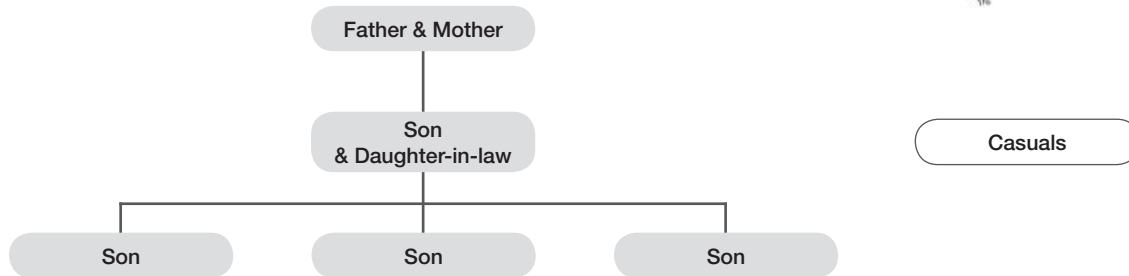 Father & Mother
Son
& Daughter-in-law
Casuals
Son
Son
Son